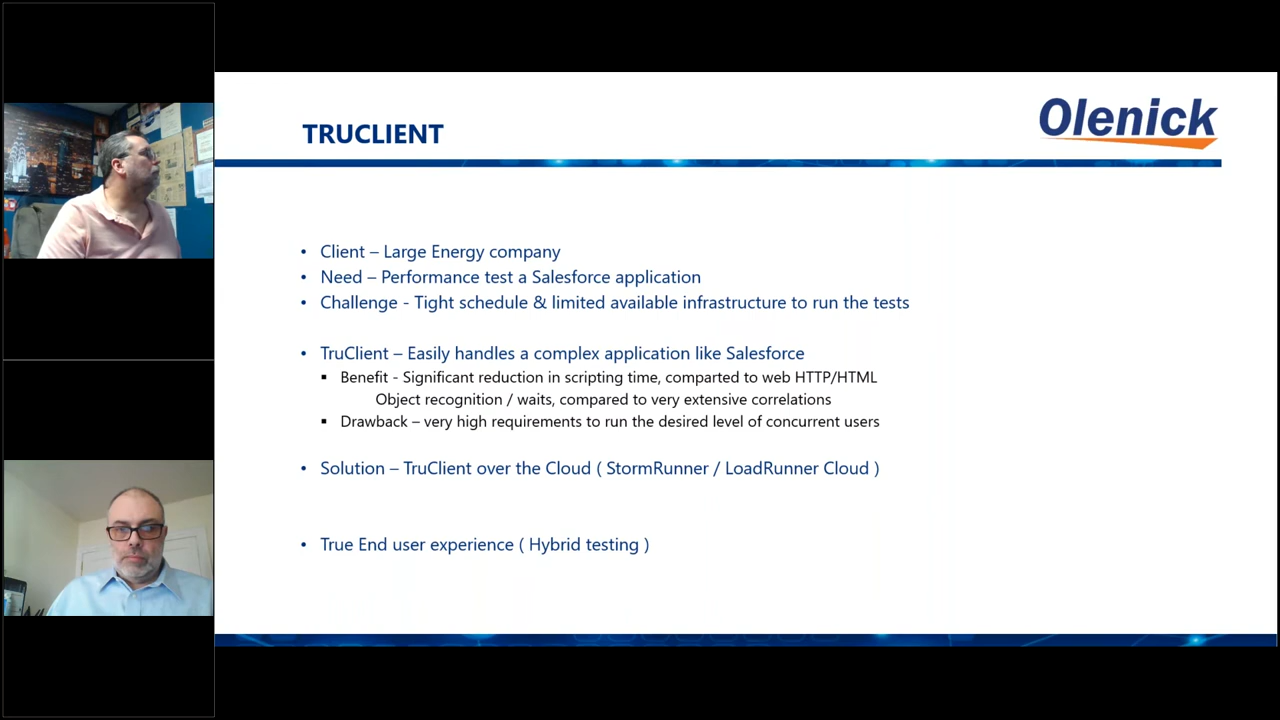 Olenick
TRUCLIENT
• Client – Large Energy company
• Need – Performance test a Salesforce application
• Challenge - Tight schedule & limited available infrastructure to run the tests
• TruClient – Easily handles a complex application like Salesforce
▪ Benefit - Significant reduction in scripting time, comparted to web HTTP/HTML
Object recognition / waits, compared to very extensive correlations
▪ Drawback – very high requirements to run the desired level of concurrent users
• Solution – TruClient over the Cloud ( StormRunner / LoadRunner Cloud )
• True End user experience ( Hybrid testing )